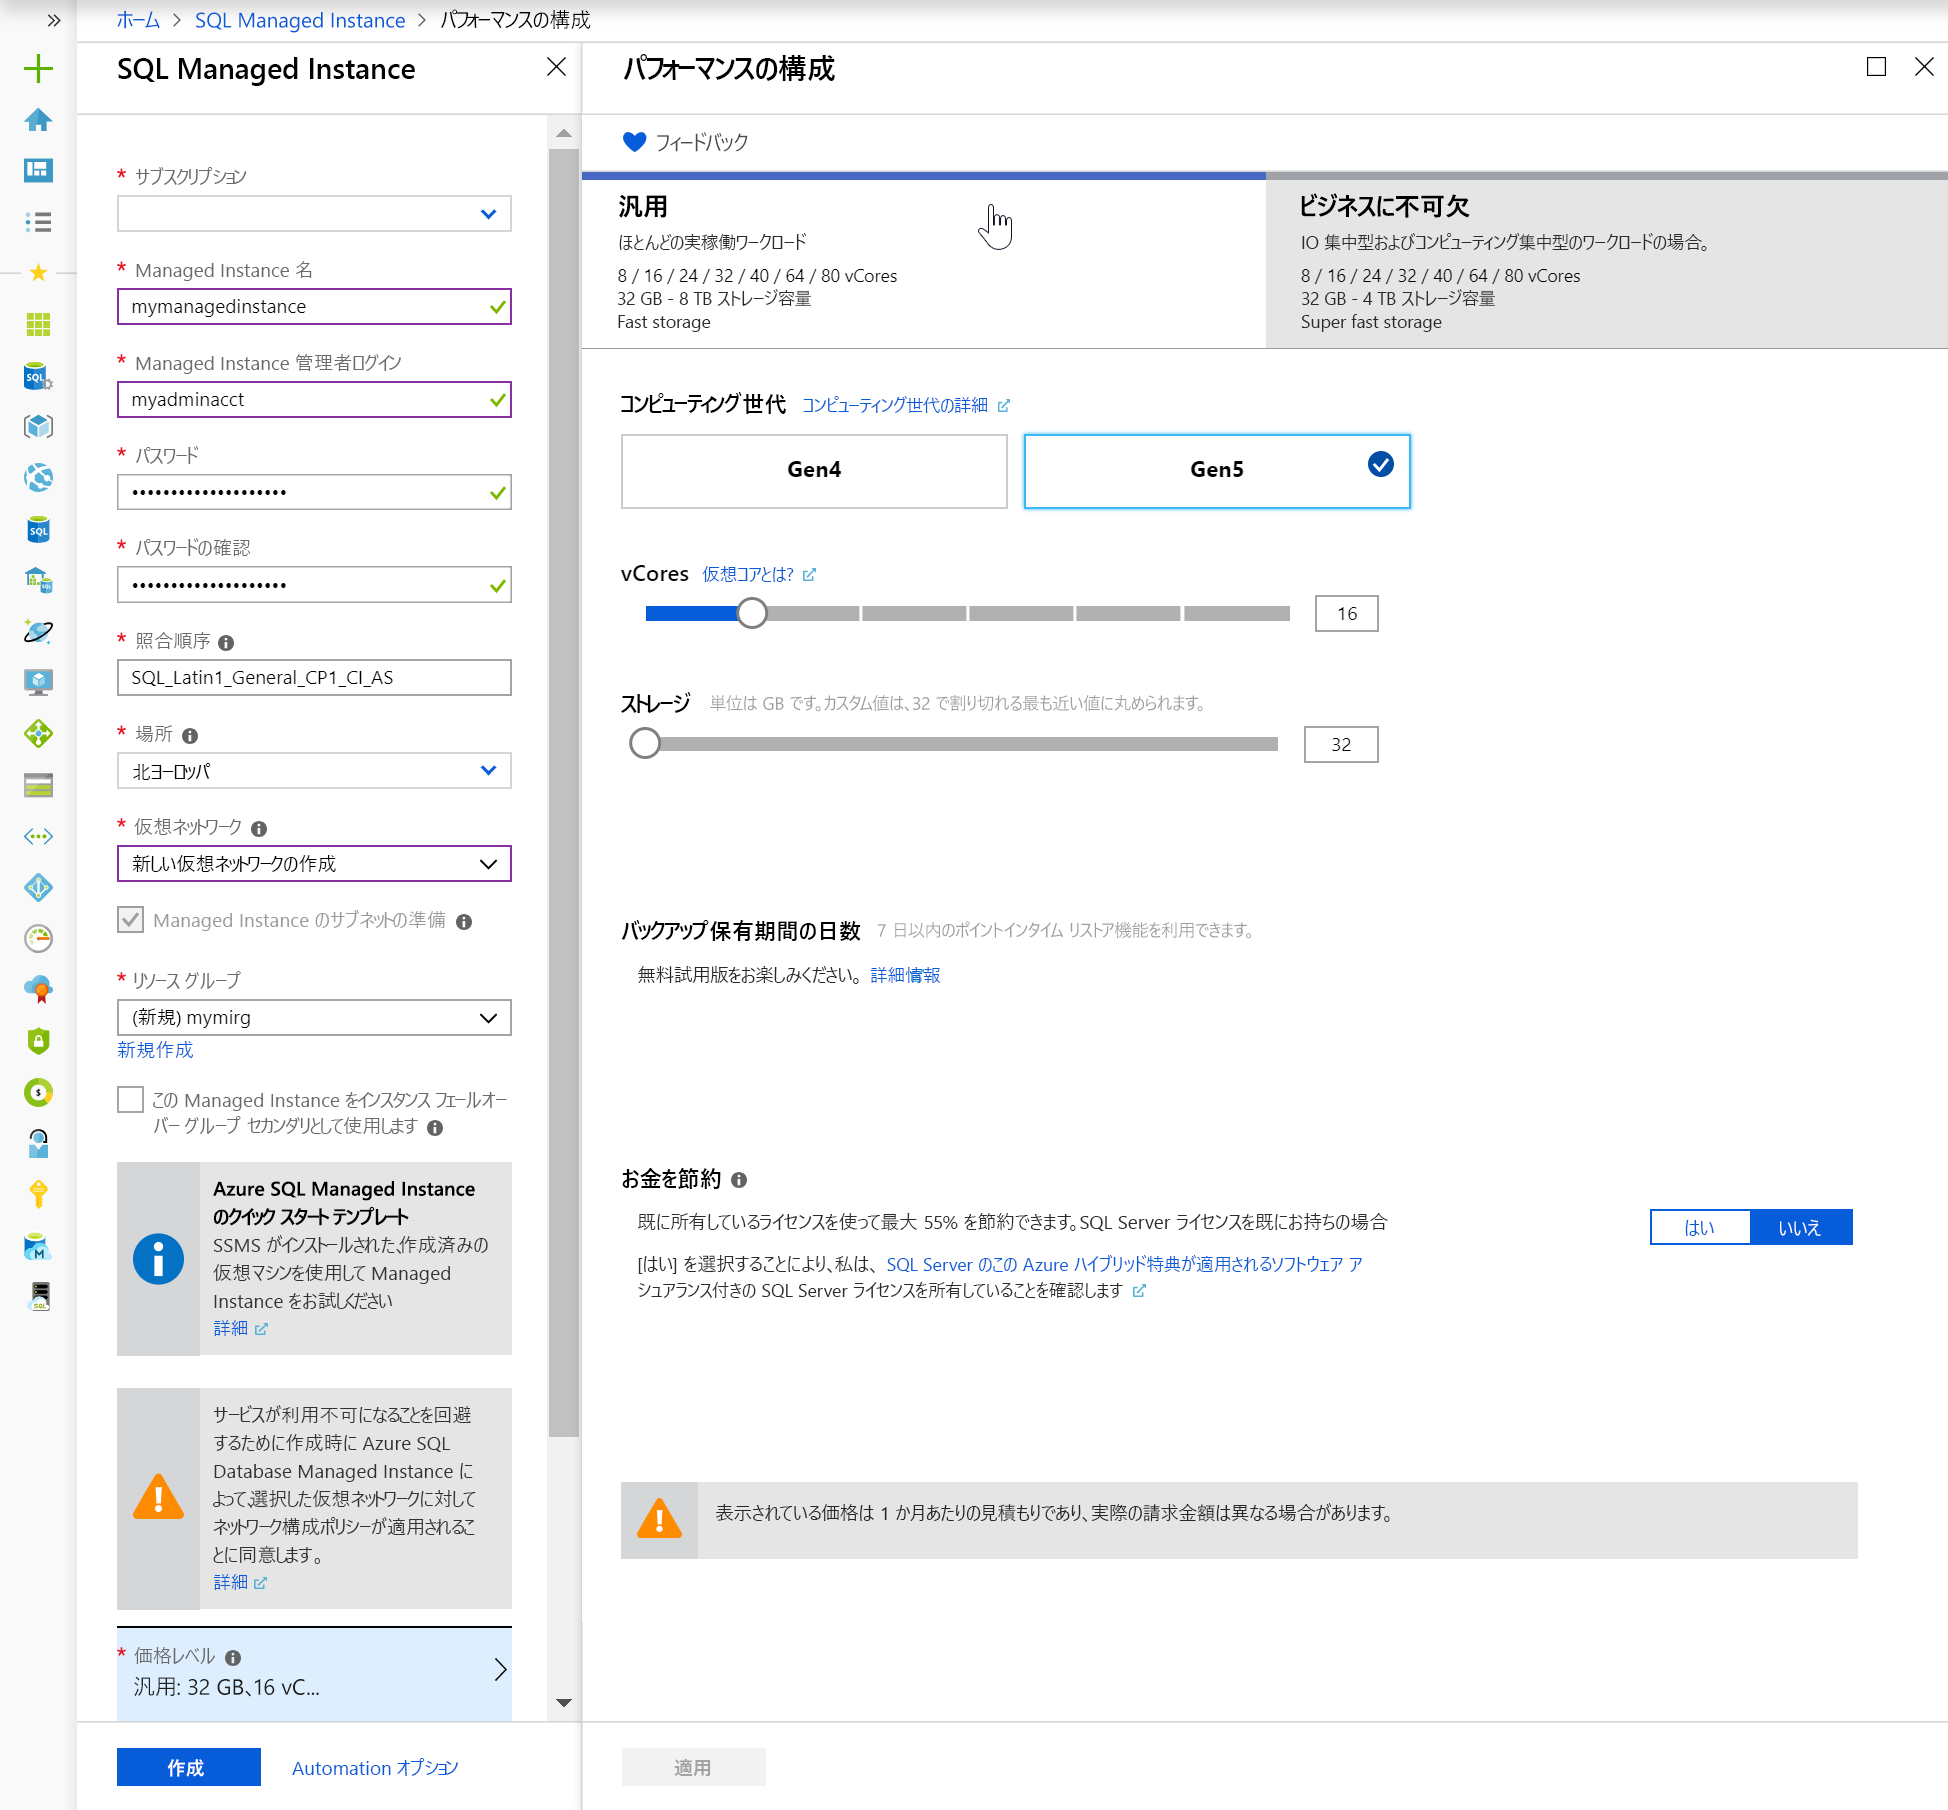 ホーム > SQL Managed Instance > パフォーマンスの構成
SQL Managed Instance
* サブスクリプション
* Managed Instance 名
mymanagedinstance
* Managed Instance 管理者ログイン
myadminacct
* パスワード
••••••••••••••••••••
* パスワードの確認
••••••••••••••••••••
* 照合順序
SQL_Latin1_General_CP1_CI_AS
* 場所
北ヨーロッパ
* 仮想ネットワーク
新しい仮想ネットワークの作成
Managed Instance のサブネットの準備
* リソース グループ
(新規) mymirg
新規作成
この Managed Instance をインスタンス フェールオー
バー グループ セカンダリとして使用します
Azure SQL Managed Instance
のクイック スタート テンプレート
SSMS がインストールされた、作成済みの
仮想マシンを使用して Managed
Instance をお試しください
詳細
サービスが利用不可になることを回避
するために作成時に Azure SQL
Database Managed Instance に
よって、選択した仮想ネットワークに対して
ネットワーク構成ポリシーが適用されるこ
とに同意します。
詳細
* 価格レベル
汎用: 32 GB、16 vC...
作成
Automation オプション
パフォーマンスの構成
フィードバック
汎用
ほとんどの実稼働ワークロード
8 / 16 / 24 / 32 / 40 / 64 / 80 vCores
32 GB - 8 TB ストレージ容量
Fast storage
ビジネスに不可欠
IO 集中型およびコンピューティング集中型のワークロードの場合。
8 / 16 / 24 / 32 / 40 / 64 / 80 vCores
32 GB - 4 TB ストレージ容量
Super fast storage
コンピューティング世代 コンピューティング世代の詳細
Gen4
Gen5
vCores 仮想コアとは?
16
ストレージ 単位は GB です。カスタム値は、32 で割り切れる最も近い値に丸められます。
32
バックアップ保有期間の日数 7 日以内のポイントインタイム リストア機能を利用できます。
無料試用版をお楽しみください。 詳細情報
お金を節約
既に所有しているライセンスを使って最大 55% を節約できます。SQL Server ライセンスを既にお持ちの場合
はい いいえ
[はい] を選択することにより、私は、 SQL Server のこの Azure ハイブリッド特典が適用されるソフトウェア ア
シュアランス付きの SQL Server ライセンスを所有していることを確認します
表示されている価格は 1 か月あたりの見積もりであり、実際の請求金額は異なる場合があります。
適用